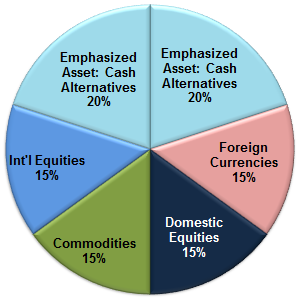 Emphasized
Asset: Cash
Alternatives
20%
Emphasized
Asset: Cash
Alternatives
20%
Int'l Equities
15%
Foreign
Currencies
15%
Commodities
15%
Domestic
Equities
15%